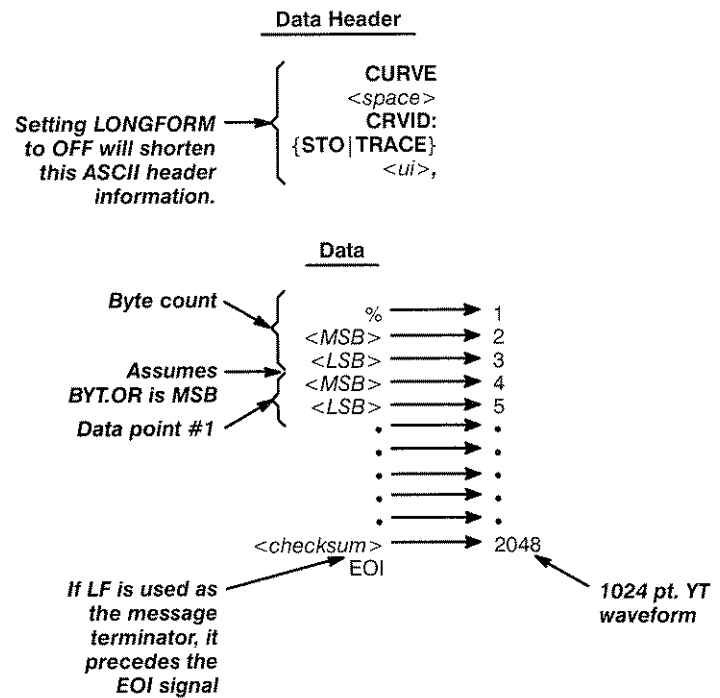 Data Header
CURVE
<space>
CRVID:
{STO|TRACE}
<ui>,
Setting LONGFORM
to OFF will shorten
this ASCII header
information.
Data
Byte count
Assumes
BYT.OR is MSB
Data point #1
% 1
<MSB> 2
<LSB> 3
<MSB> 4
<LSB> 5
<checksum> 2048
EOI
If LF is used as
the message
terminator, it
precedes the
EOI signal
1024 pt. YT
waveform